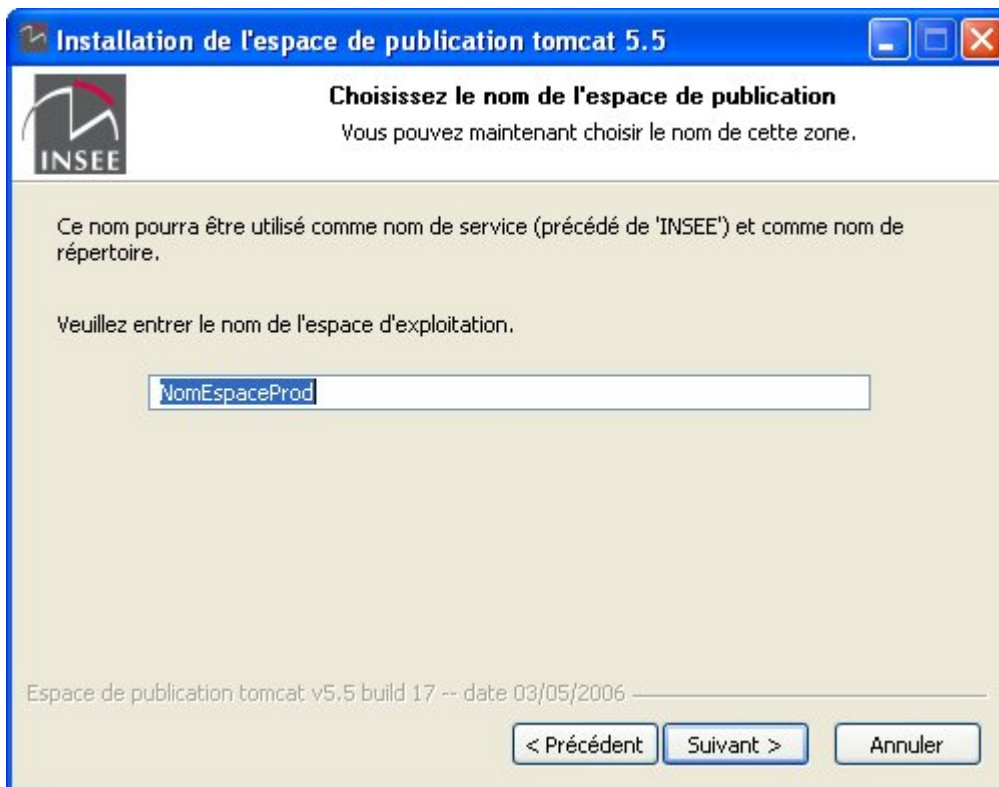 Installation de l'espace de publication tomcat 5.5
INSEE
Choisissez le nom de l'espace de publication
Vous pouvez maintenant choisir le nom de cette zone.
Ce nom pourra être utilisé comme nom de service (précédé de 'INSEE') et comme nom de
répertoire.
Veuillez entrer le nom de l'espace d'exploitation.
NomEspaceProd
Espace de publication tomcat v5.5 build 17 -- date 03/05/2006
< Précédent
Suivant >
Annuler